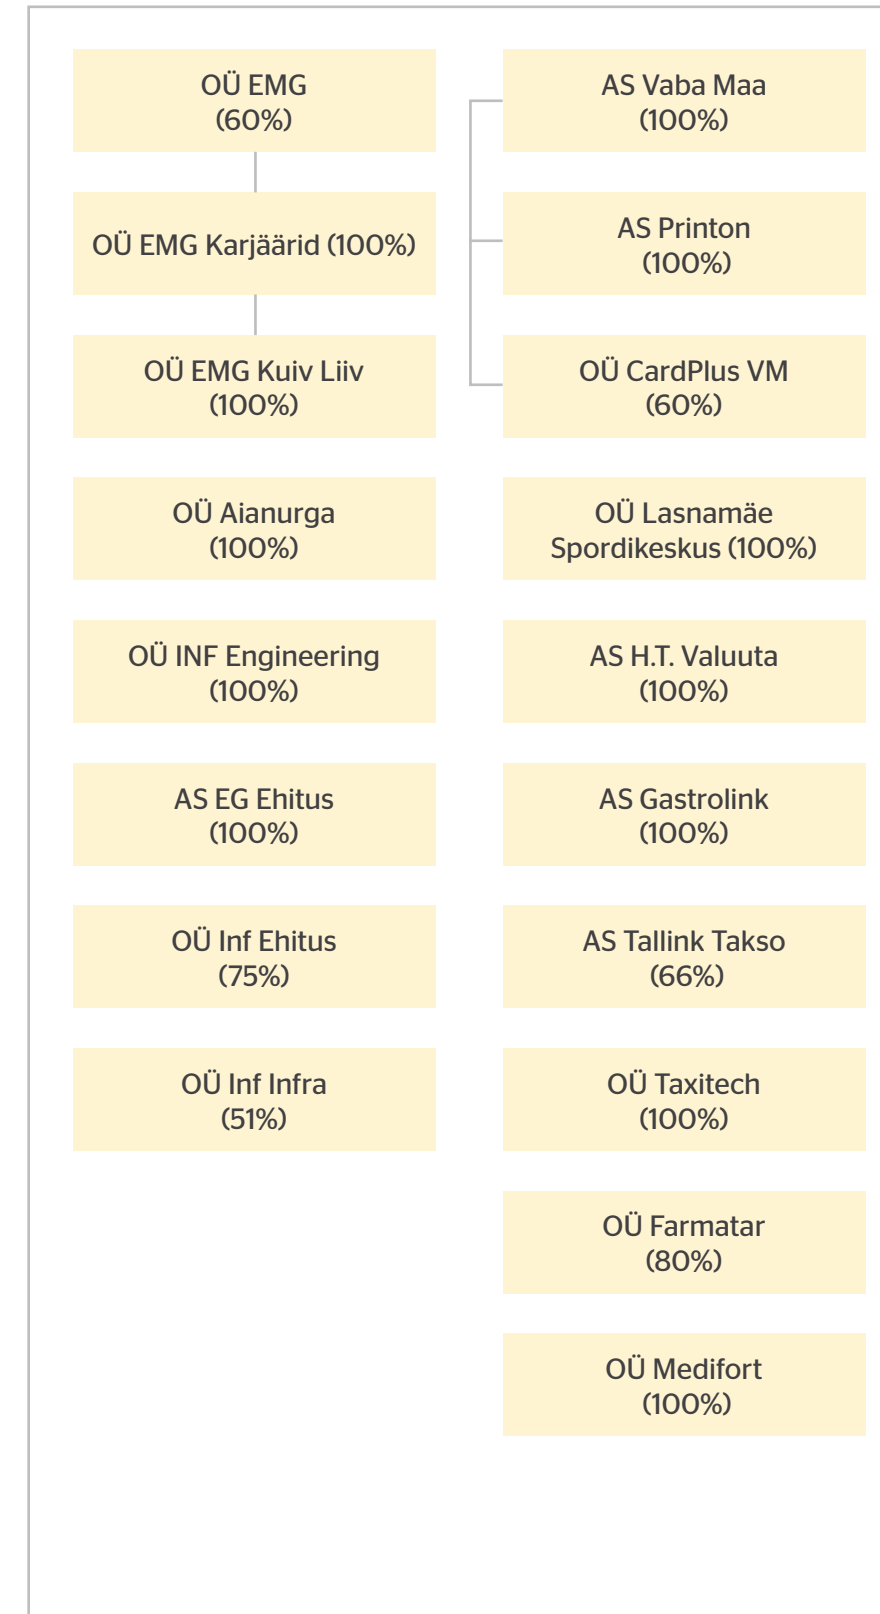 OÜ EMG
(60%)
OÜ EMG Karjäärid (100%)
OÜ EMG Kuiv Liiv
(100%)
OÜ Aianurga
(100%)
OÜ INF Engineering
(100%)
AS EG Ehitus
(100%)
OÜ Inf Ehitus
(75%)
OÜ Inf Infra
(51%)
AS Vaba Maa
(100%)
AS Printon
(100%)
OÜ CardPlus VM
(60%)
OÜ Lasnamäe
Spordikeskus (100%)
AS H.T. Valuuta
(100%)
AS Gastrolink
(100%)
AS Tallink Takso
(66%)
OÜ Taxitech
(100%)
OÜ Farmatar
(80%)
OÜ Medifort
(100%)